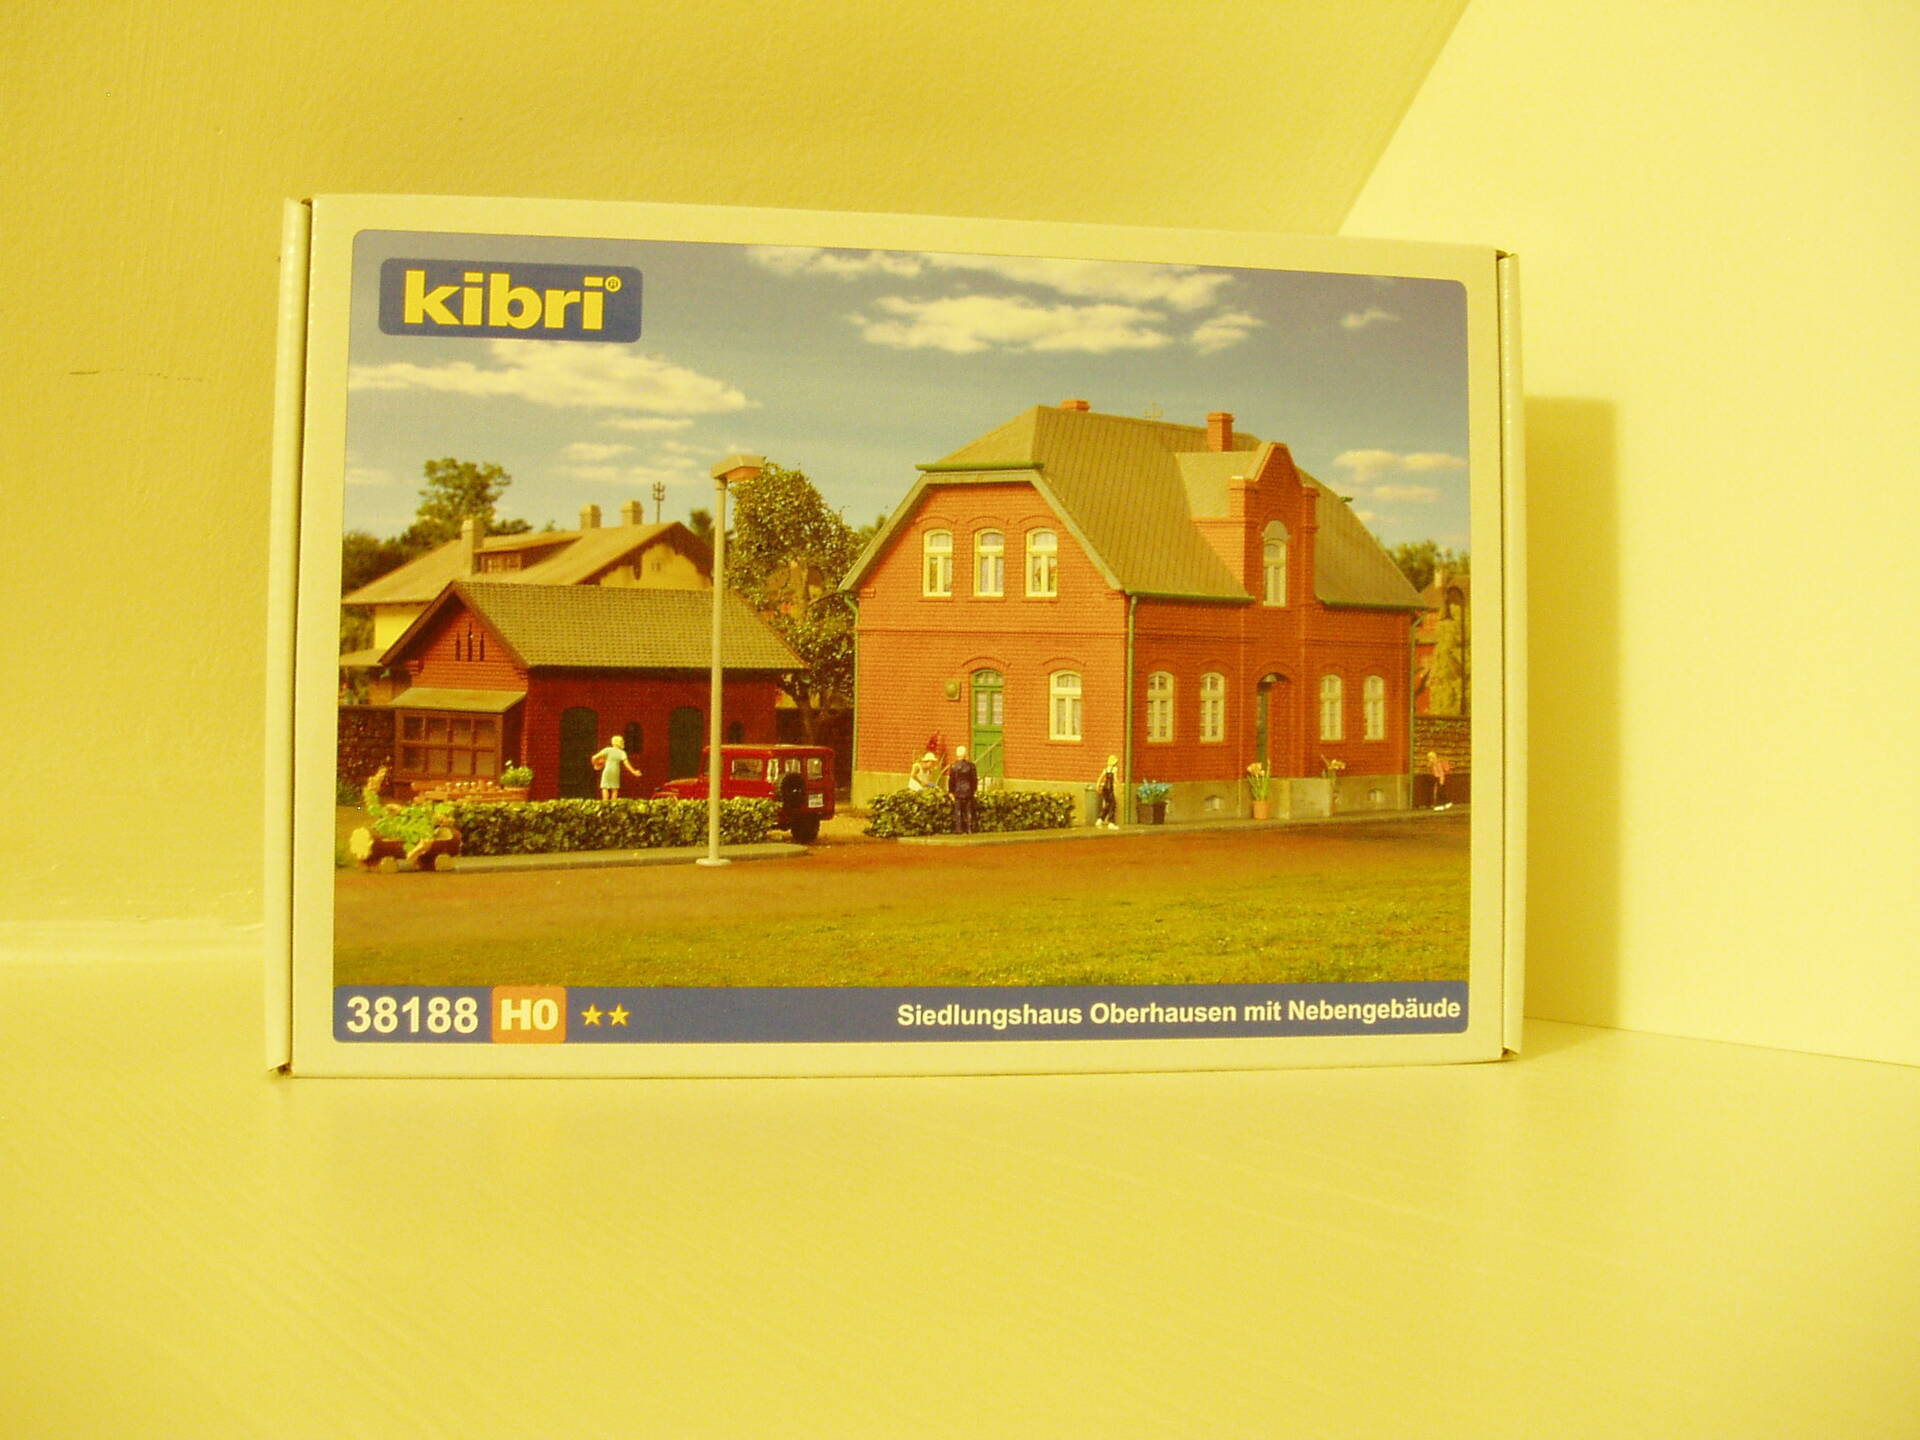 kibri®
38188 H0 Siedlungshaus Oberhausen mit Nebengebäude